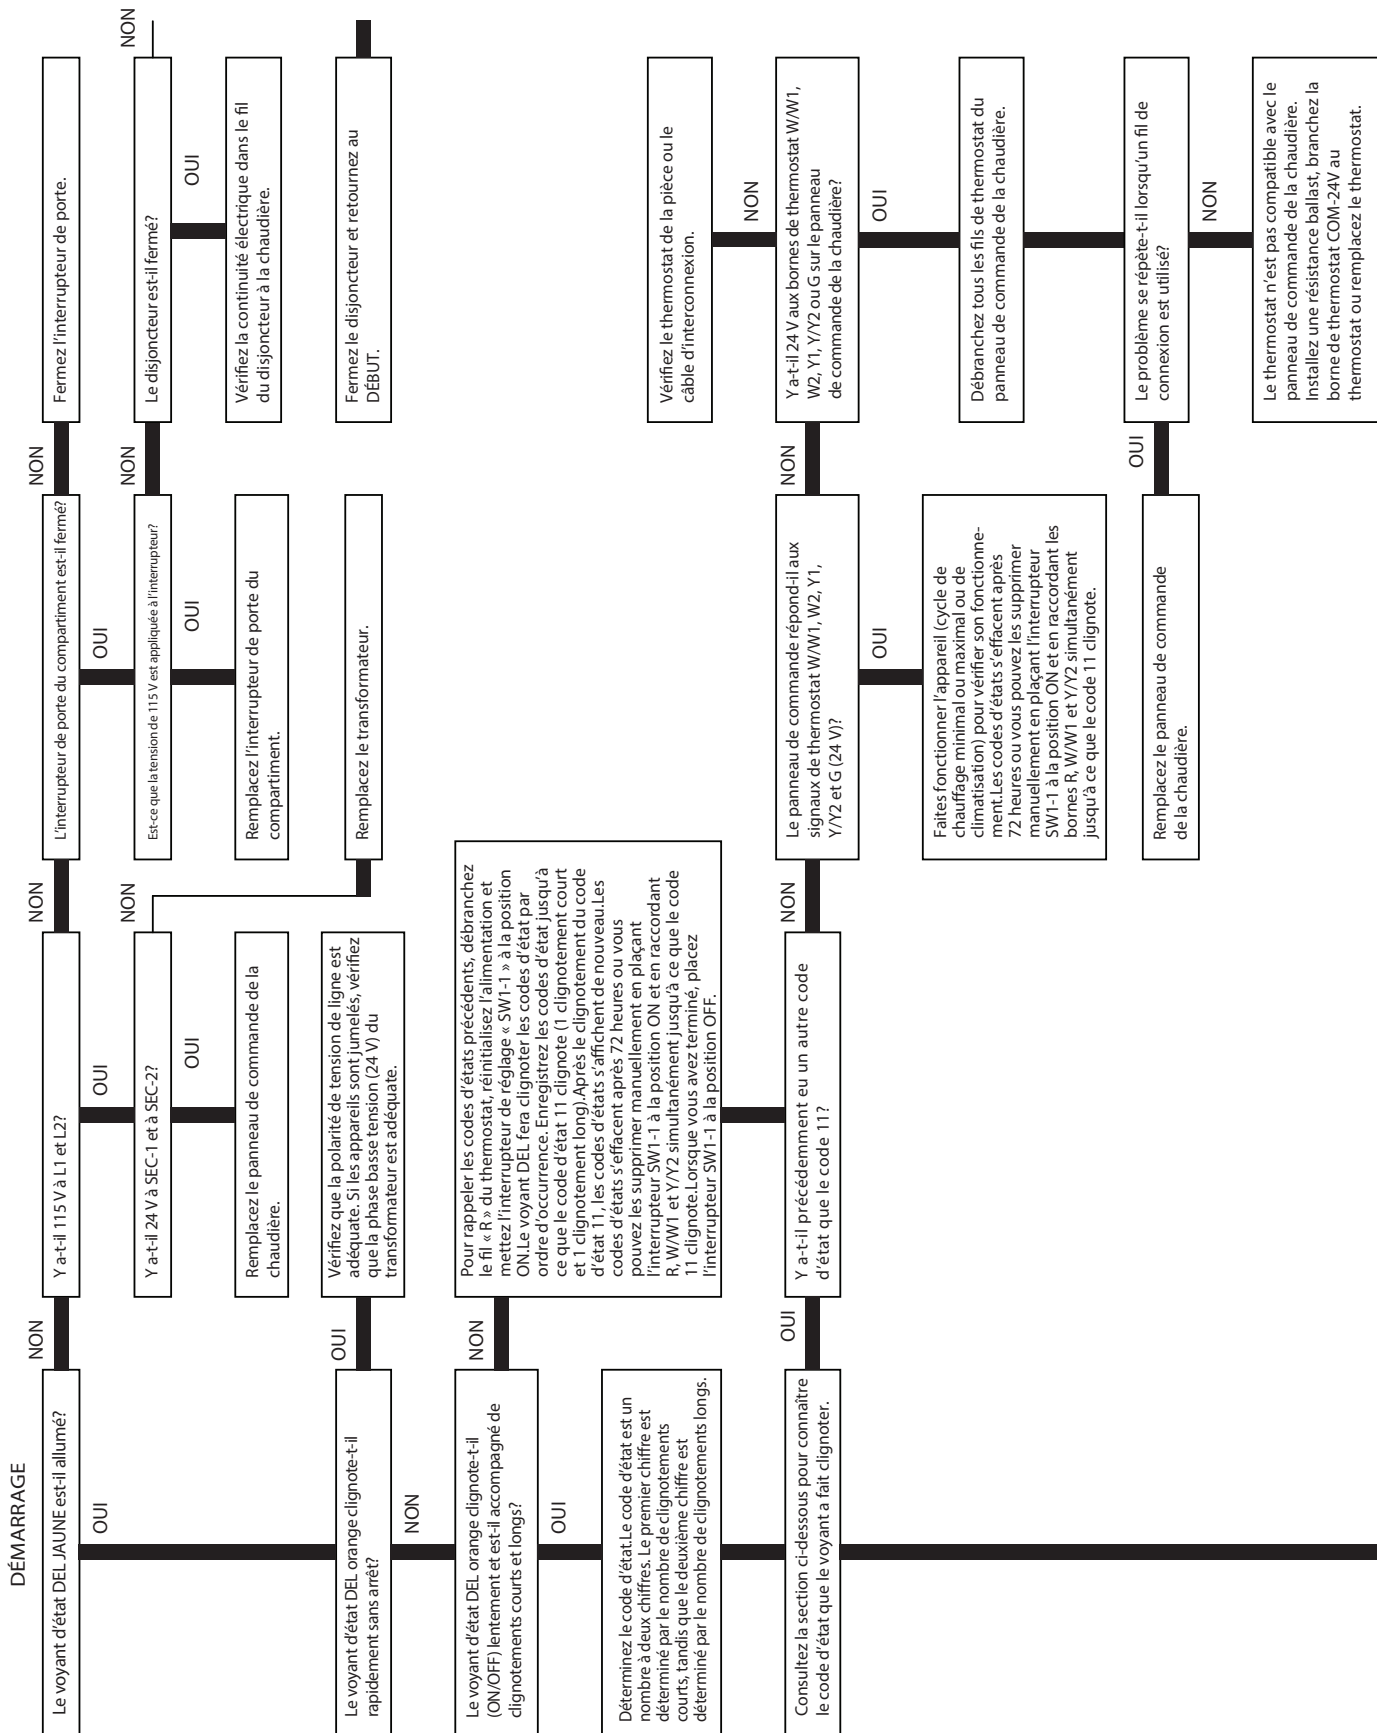 DÉMARRAGE
Le voyant d'état DEL JAUNE est-il allumé?
NON
Y a-t-il 115 V à L1 et L2?
NON
L'interrupteur de porte du compartiment est-il fermé?
NON
Fermez l'interrupteur de porte.
OUI
OUI
OUI
Y a-t-il 24 V à SEC-1 et à SEC-2?
NON
Est-ce que la tension de 115 V est appliquée à l'interrupteur?
NON
Le disjoncteur est-il fermé?
NON
OUI
OUI
OUI
Remplacez le panneau de commande de la
chaudière.
Remplacez l'interrupteur de porte du
compartiment.
Vérifiez la continuité électrique dans le fil
du disjoncteur à la chaudière.
Le voyant d'état DEL orange clignote-t-il
rapidement sans arrêt?
OUI
Vérifiez que la polarité de tension de ligne est
adéquate. Si les appareils sont jumelés, vérifiez
que la phase basse tension (24 V) du
transformateur est adéquate.
Remplacez le transformateur.
Fermez le disjoncteur et retournez au
DÉBUT.
NON
Le voyant d'état DEL orange clignote-t-il
(ON/OFF) lentement et est-il accompagné de
clignotements courts et longs?
NON
Pour rappeler les codes d'états précédents, débranchez
le fil « R » du thermostat, réinitialisez l'alimentation et
mettez l'interrupteur de réglage « SW1-1 » à la position
ON.Le voyant DEL fera clignoter les codes d'état par
ordre d'occurrence. Enregistrez les codes d'état jusqu'à
ce que le code d'état 11 clignote (1 clignotement court
et 1 clignotement long).Après le clignotement du code
d'état 11, les codes d'états s'affichent de nouveau.Les
codes d'états s'effacent après 72 heures ou vous
pouvez les supprimer manuellement en plaçant
l'interrupteur SW1-1 à la position ON et en raccordant
R, W/W1 et Y/Y2 simultanément jusqu'à ce que le code
11 clignote.Lorsque vous avez terminé, placez
l'interrupteur SW1-1 à la position OFF.
OUI
Déterminez le code d'état.Le code d'état est un
nombre à deux chiffres. Le premier chiffre est
déterminé par le nombre de clignotements
courts, tandis que le deuxième chiffre est
déterminé par le nombre de clignotements longs.
Vérifiez le thermostat de la pièce ou le
câble d'interconnexion.
NON
Consultez la section ci-dessous pour connaître
le code d'état que le voyant a fait clignoter.
OUI
Y a-t-il précédemment eu un autre code
d'état que le code 11?
NON
Le panneau de commande répond-il aux
signaux de thermostat W/W1, W2, Y1,
Y/Y2 et G (24 V)?
NON
Y a-t-il 24 V aux bornes de thermostat W/W1,
W2, Y1, Y/Y2 ou G sur le panneau
de commande de la chaudière?
OUI
OUI
Faites fonctionner l'appareil (cycle de
chauffage minimal ou maximal ou de
climatisation) pour vérifier son fonctionne-
ment.Les codes d'états s'effacent après
72 heures ou vous pouvez les supprimer
manuellement en plaçant l'interrupteur
SW1-1 à la position ON et en raccordant les
bornes R, W/W1 et Y/Y2 simultanément
jusqu'à ce que le code 11 clignote.
Débranchez tous les fils de thermostat du
panneau de commande de la chaudière.
Remplacez le panneau de commande
de la chaudière.
OUI
Le problème se répète-t-il lorsqu'un fil de
connexion est utilisé?
NON
Le thermostat n'est pas compatible avec le
panneau de commande de la chaudière.
Installez une résistance ballast, branchez la
borne de thermostat COM-24V au
thermostat ou remplacez le thermostat.